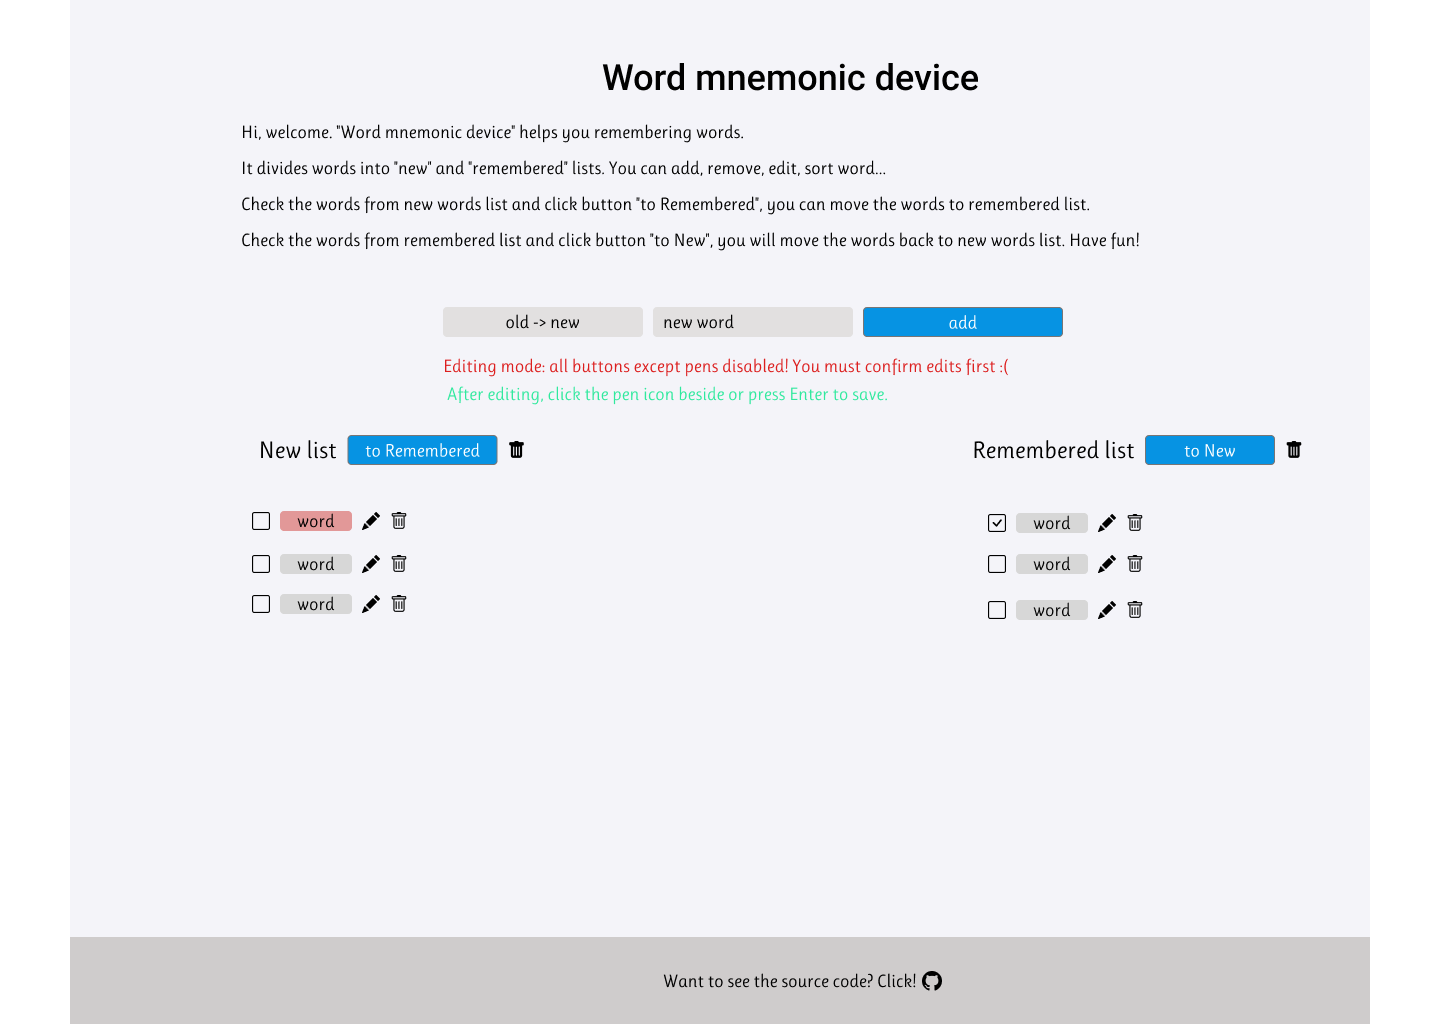 Word mnemonic device
Hi, welcome. "Word mnemonic device" helps you remembering words.
It divides words into "new" and "remembered" lists. You can add, remove, edit, sort word...
Check the words from new words list and click button "to Remembered", you can move the words to remembered list.
Check the words from remembered list and click button "to New", you will move the words back to new words list. Have fun!
old -> new
new word
add
Editing mode: all buttons except pens disabled! You must confirm edits first :(
After editing, click the pen icon beside or press Enter to save.
New list
to Remembered
word
word
word
Remembered list
to New
word
word
word
Want to see the source code? Click!